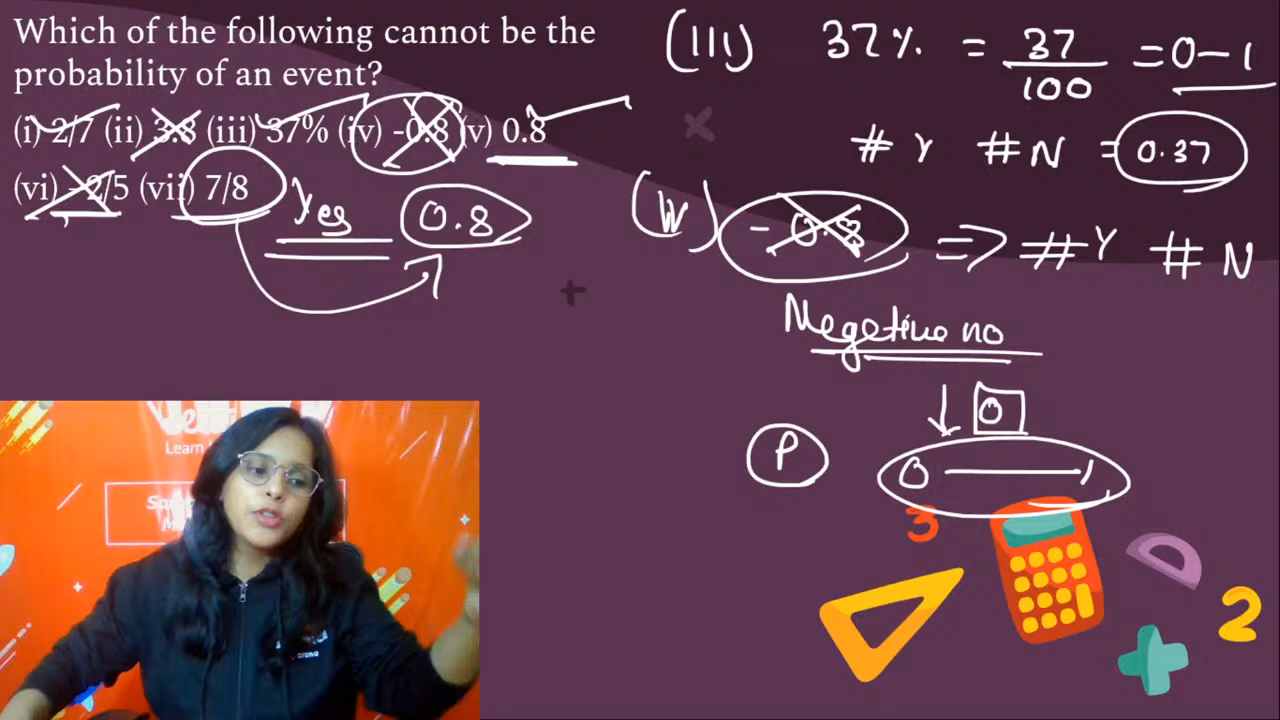 Which of the following cannot be the
probability of an event?
(i) 2/7 (ii) 3.8 (iii) 37% (iv) -0.8 (v) 0.8
(vi) -2/5 (vii) 7/8
Yes 0.8
(III) 37%. = 37/100 = 0-1
# Y # N = 0.37
(IV) -0.8 => # Y # N
Negative no
0
P 0 — 1
3
2
Learn